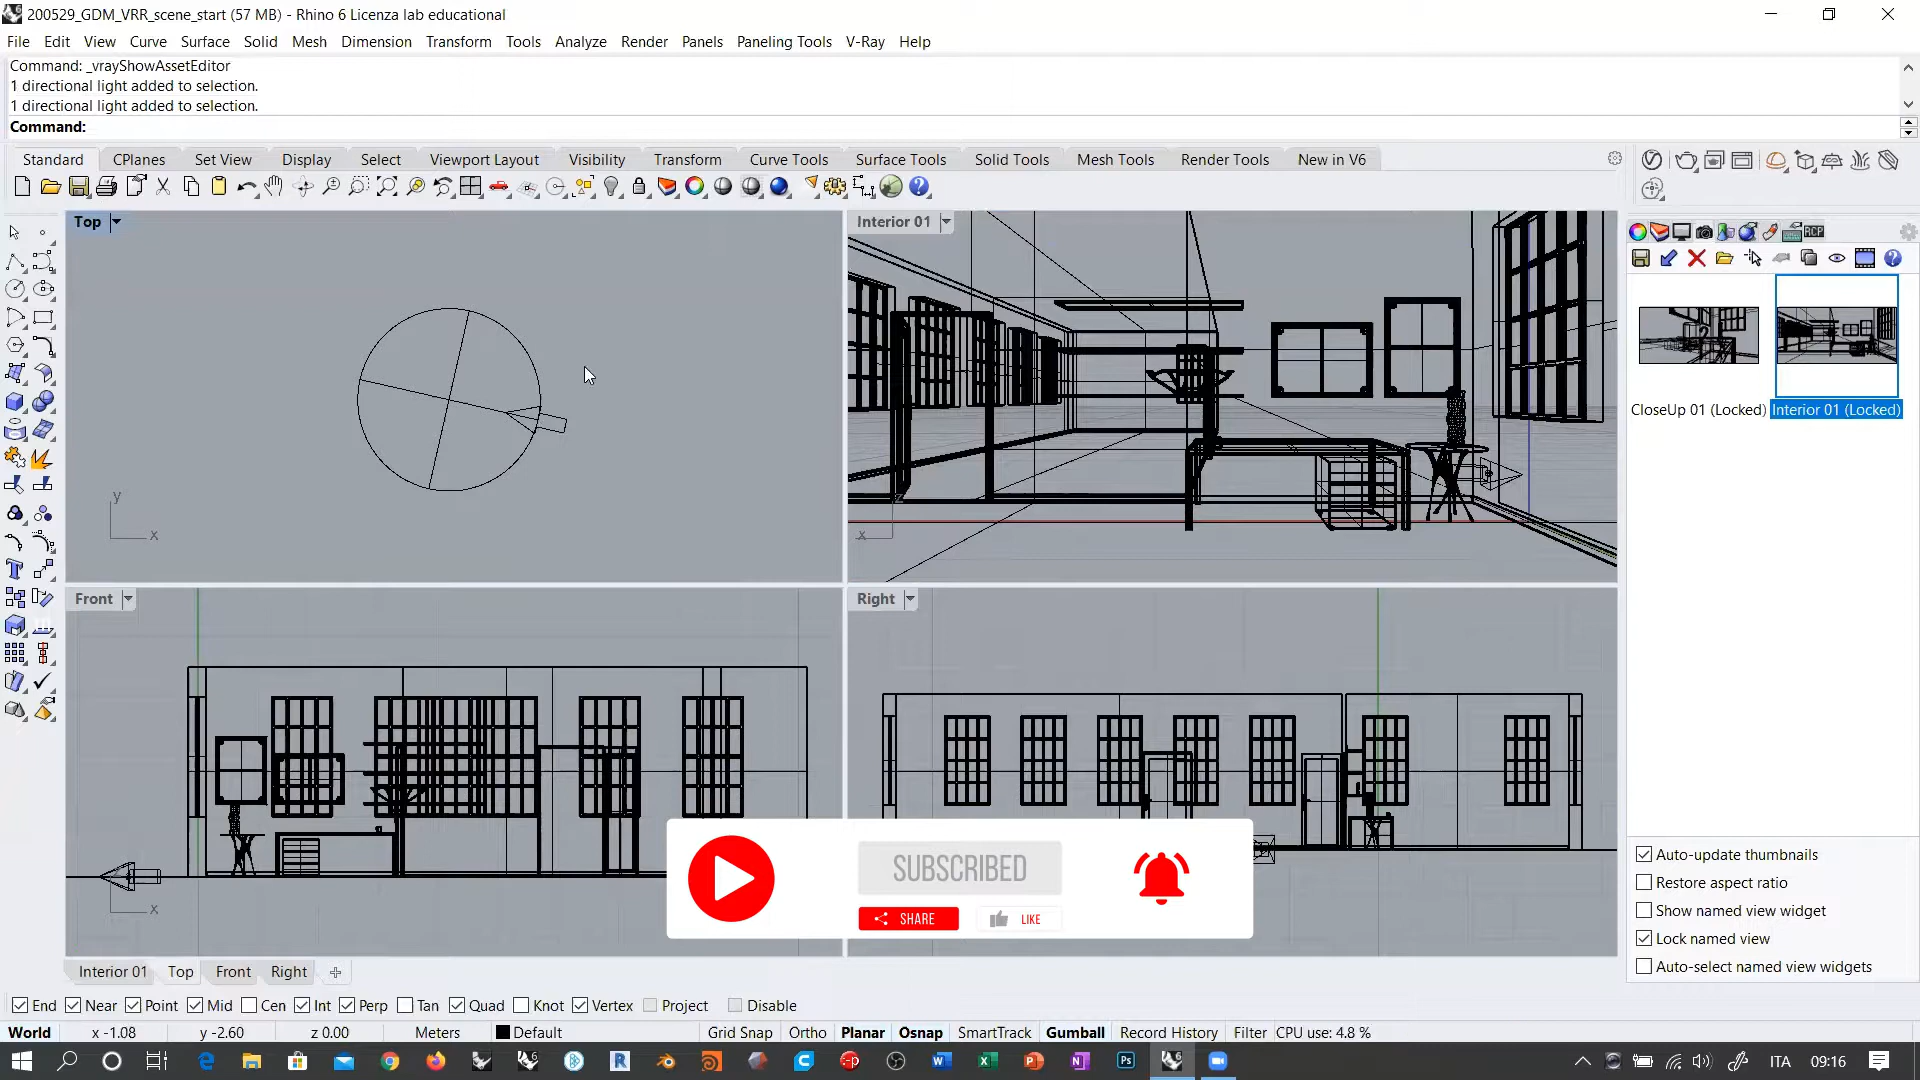 200529_GDM_VRR_scene_start (57 MB) - Rhino 6 Licenza lab educational
File Edit View Curve Surface Solid Mesh Dimension Transform Tools Analyze Render Panels Paneling Tools V-Ray Help
Command: _vrayShowAssetEditor
1 directional light added to selection.
1 directional light added to selection.
Command:
Standard CPlanes Set View Display Select Viewport Layout Visibility Transform Curve Tools Surface Tools Solid Tools Mesh Tools Render Tools New in V6
Top
Interior 01
RCP
y
x
z
x
CloseUp 01 (Locked) Interior 01 (Locked)
Front
Right
x
SUBSCRIBED
SHARE LIKE
Auto-update thumbnails
Restore aspect ratio
Show named view widget
Lock named view
Auto-select named view widgets
Interior 01 Top Front Right
End Near Point Mid Cen Int Perp Tan Quad Knot Vertex Project Disable
World x -1.08 y -2.60 z 0.00 Meters Default Grid Snap Ortho Planar Osnap SmartTrack Gumball Record History Filter CPU use: 4.8 %
ITA 09:16